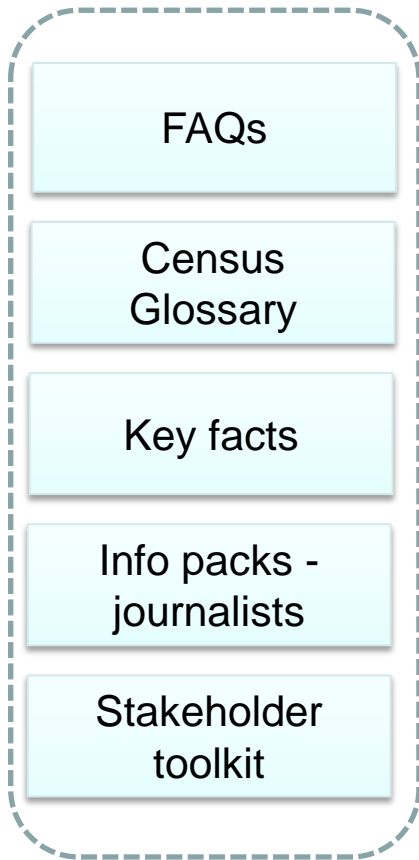 FAQs
Census
Glossary
Key facts
Info packs -
journalists
Stakeholder
toolkit